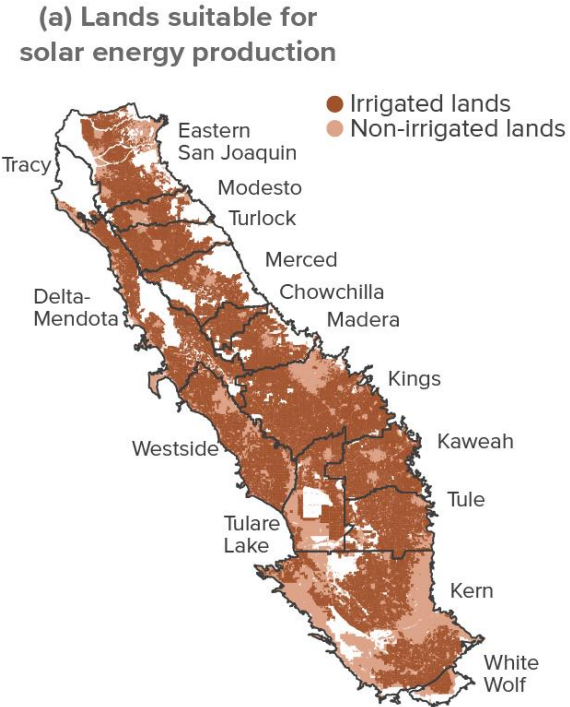 (a) Lands suitable for
solar energy production
Irrigated lands
Non-irrigated lands
Eastern
San Joaquin
Tracy
Modesto
Turlock
Merced
Chowchilla
Delta-
Mendota
Madera
Kings
Kaweah
Westside
Tule
Tulare
Lake
Kern
White
Wolf